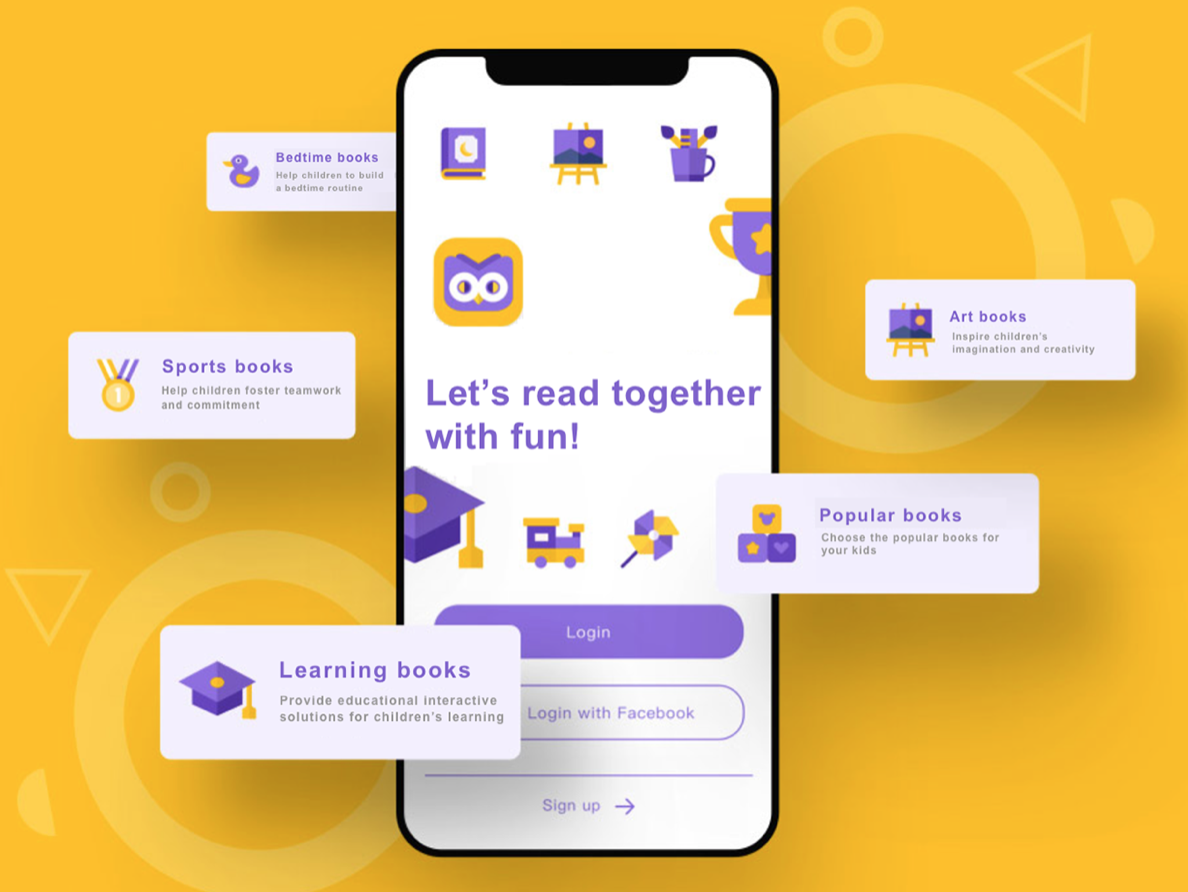 Bedtime books
Help children to build
a bedtime routine
Art books
Inspire children's
imagination and creativity
Sports books
Help children foster teamwork
and commitment
1
Let's read together
with fun!
Popular books
Choose the popular books for
your kids
Login
Learning books
Provide educational interactive
solutions for children's learning
Login with Facebook
Sign up →